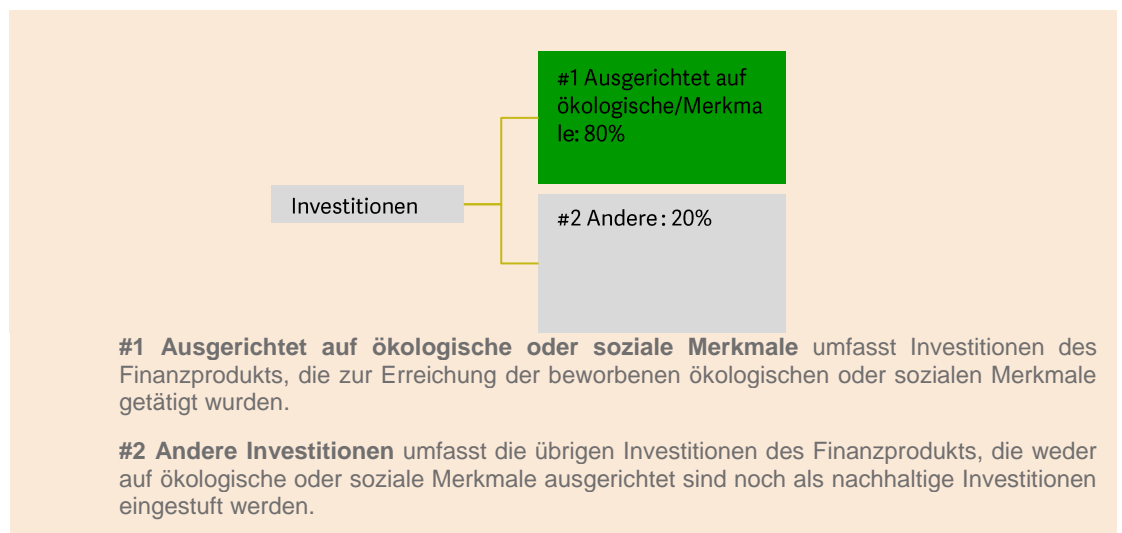 #1 Ausgerichtet auf
ökologische/Merkma
le: 80%
Investitionen
#2 Andere: 20%
#1 Ausgerichtet auf ökologische oder soziale Merkmale umfasst Investitionen des
Finanzprodukts, die zur Erreichung der beworbenen ökologischen oder sozialen Merkmale
getätigt wurden.
#2 Andere Investitionen umfasst die übrigen Investitionen des Finanzprodukts, die weder
auf ökologische oder soziale Merkmale ausgerichtet sind noch als nachhaltige Investitionen
eingestuft werden.